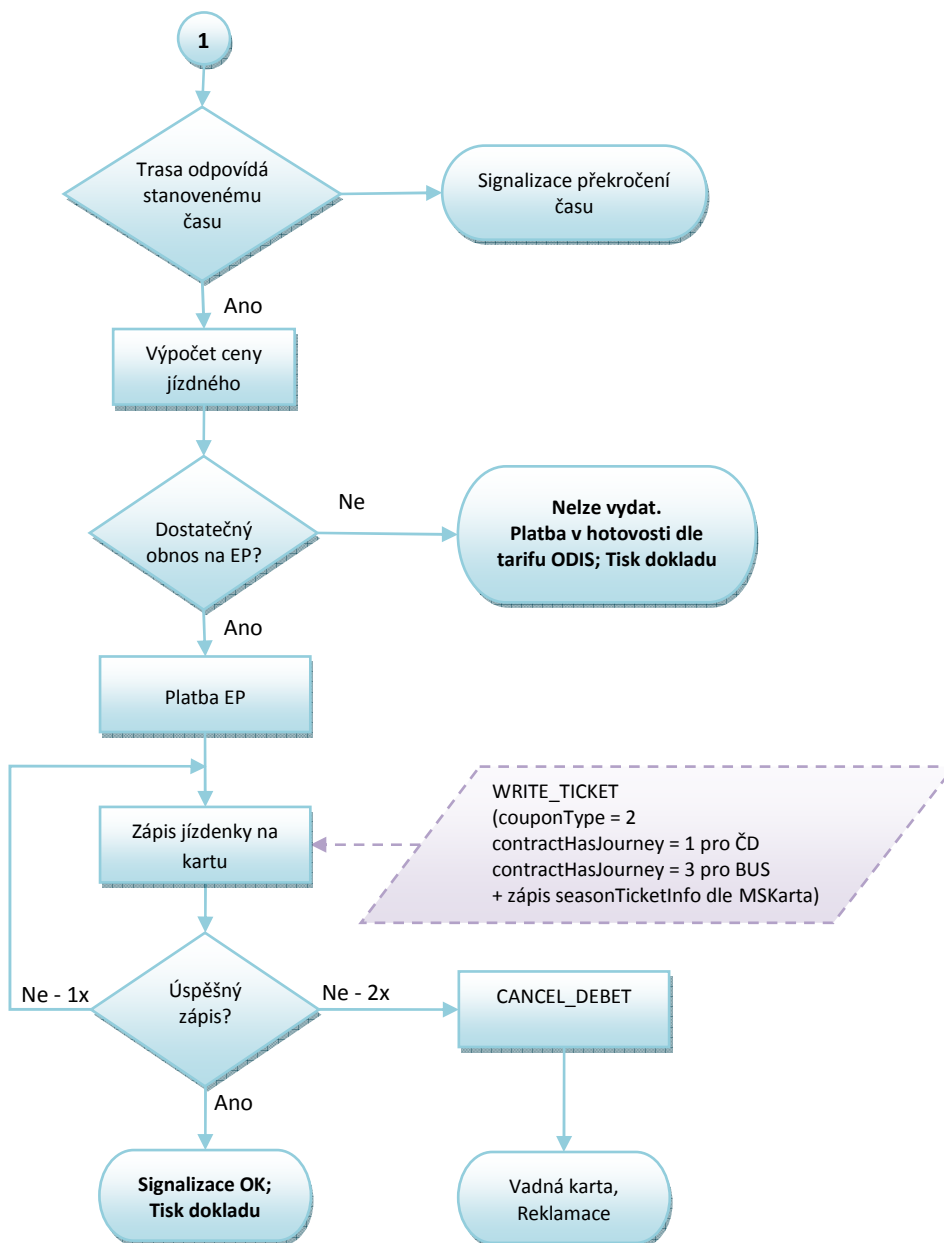 1
Trasa odpovídá
stanovenému
času
Signalizace překročení
času
Ano
Výpočet ceny
jízdného
Dostatečný
obnos na EP?
Ne
Nelze vydat.
Platba v hotovosti dle
tarifu ODIS; Tisk dokladu
Ano
Platba EP
WRITE_TICKET
(couponType = 2
contractHasJourney = 1 pro ČD
contractHasJourney = 3 pro BUS
+ zápis seasonTicketInfo dle MSKarta)
Zápis jízdenky na
kartu
Ne - 1x
Úspěšný
zápis?
Ne - 2x
CANCEL_DEBET
Ano
Signalizace OK;
Tisk dokladu
Vadná karta,
Reklamace